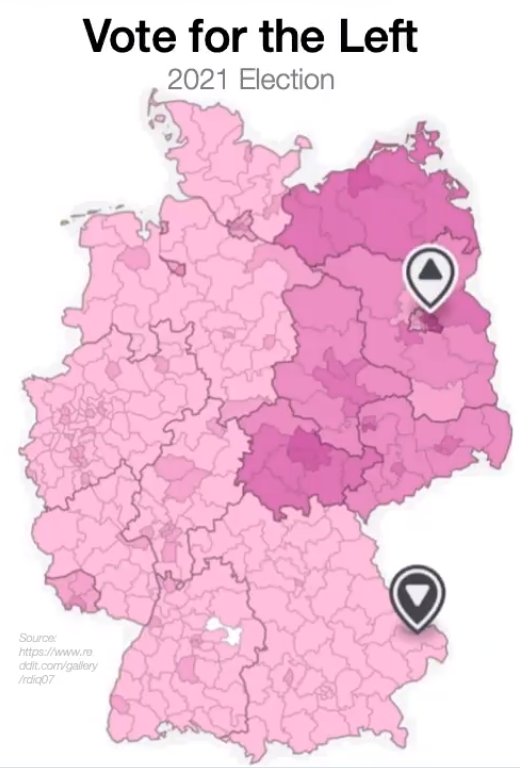 Vote for the Left
2021 Election
Source:
https://www.re
ddit.com/gallery
/rdiq07